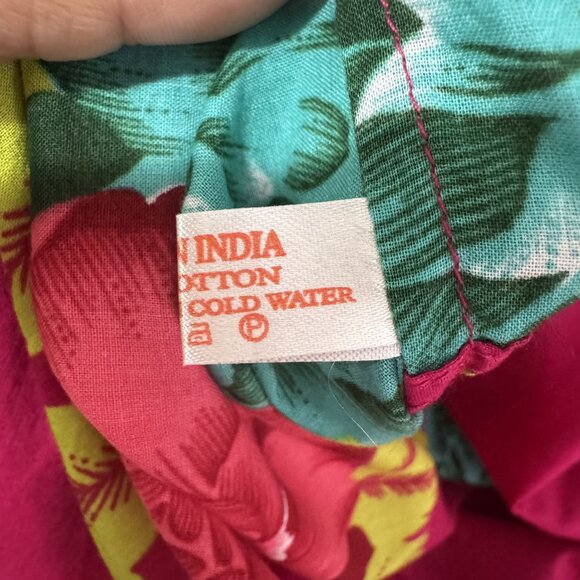 N INDIA
OTTON
COLD WATER
P